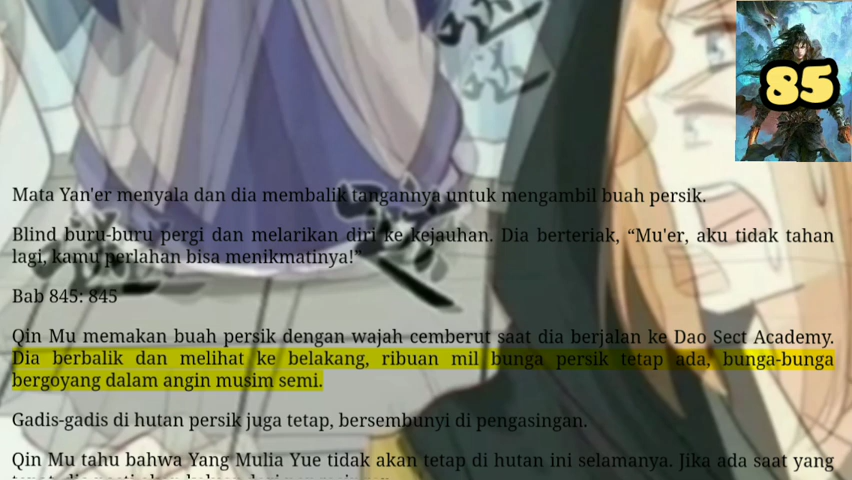 85
Mata Yan'er menyala dan dia membalik tangannya untuk mengambil buah persik.
Blind buru-buru pergi dan melarikan diri ke kejauhan. Dia berteriak, “Mu'er, aku tidak tahan
lagi, kamu perlahan bisa menikmatinya!”
Bab 845: 845
Qin Mu memakan buah persik dengan wajah cemberut saat dia berjalan ke Dao Sect Academy.
Dia berbalik dan melihat ke belakang, ribuan mil bunga persik tetap ada, bunga-bunga
bergoyang dalam angin musim semi.
Gadis-gadis di hutan persik juga tetap, bersembunyi di pengasingan.
Qin Mu tahu bahwa Yang Mulia Yue tidak akan tetap di hutan ini selamanya. Jika ada saat yang